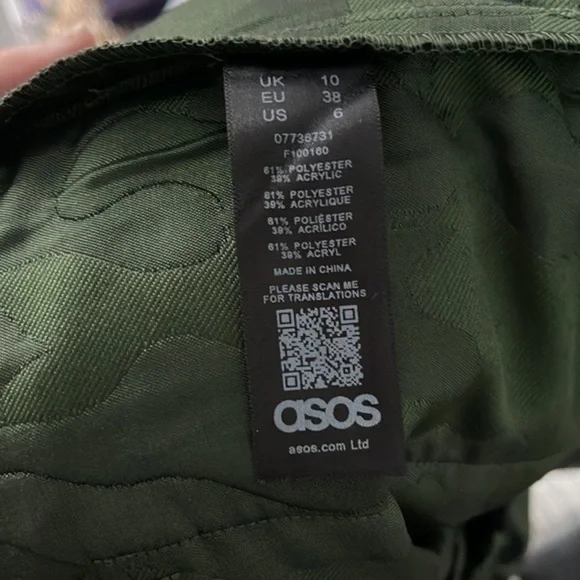 UK 10
EU 38
US 6
07736731
F100160
61% POLYESTER
39% ACRYLIC
61% POLYESTER
39% ACRYLIQUE
61% POLIÉSTER
39% ACRÍLICO
61% POLYESTER
39% ACRYL
MADE IN CHINA
PLEASE SCAN ME
FOR TRANSLATIONS
asos
asos.com Ltd